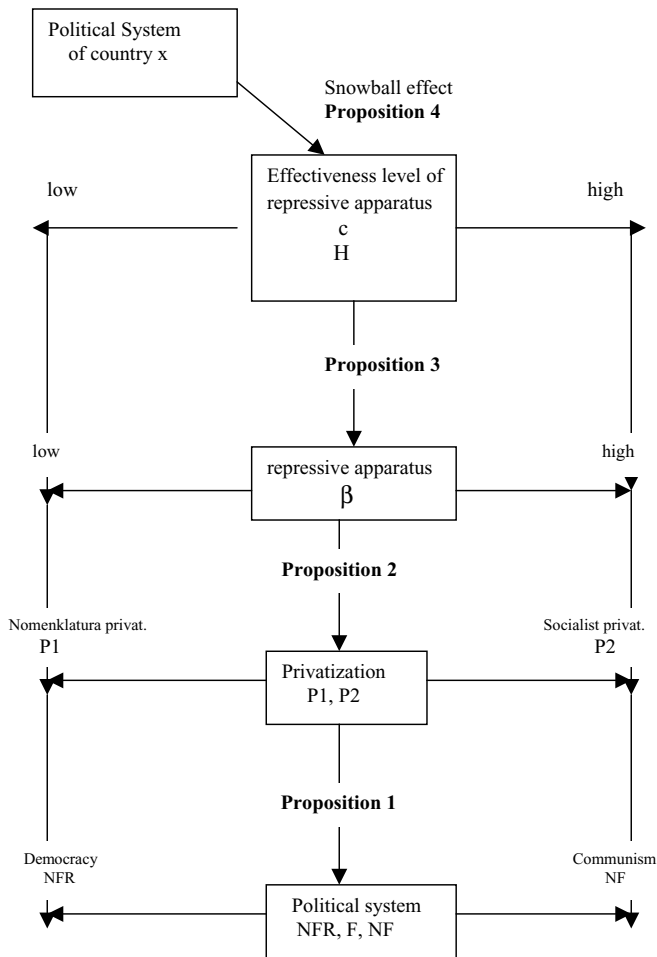 Political System
of country x
Snowball effect
Proposition 4
Effectiveness level of
repressive apparatus
c
H
low
high
Proposition 3
low
high
repressive apparatus
β
Proposition 2
Nomenklatura privat.
P1
Socialist privat.
P2
Privatization
P1, P2
Proposition 1
Democracy
NFR
Communism
NF
Political system
NFR, F, NF